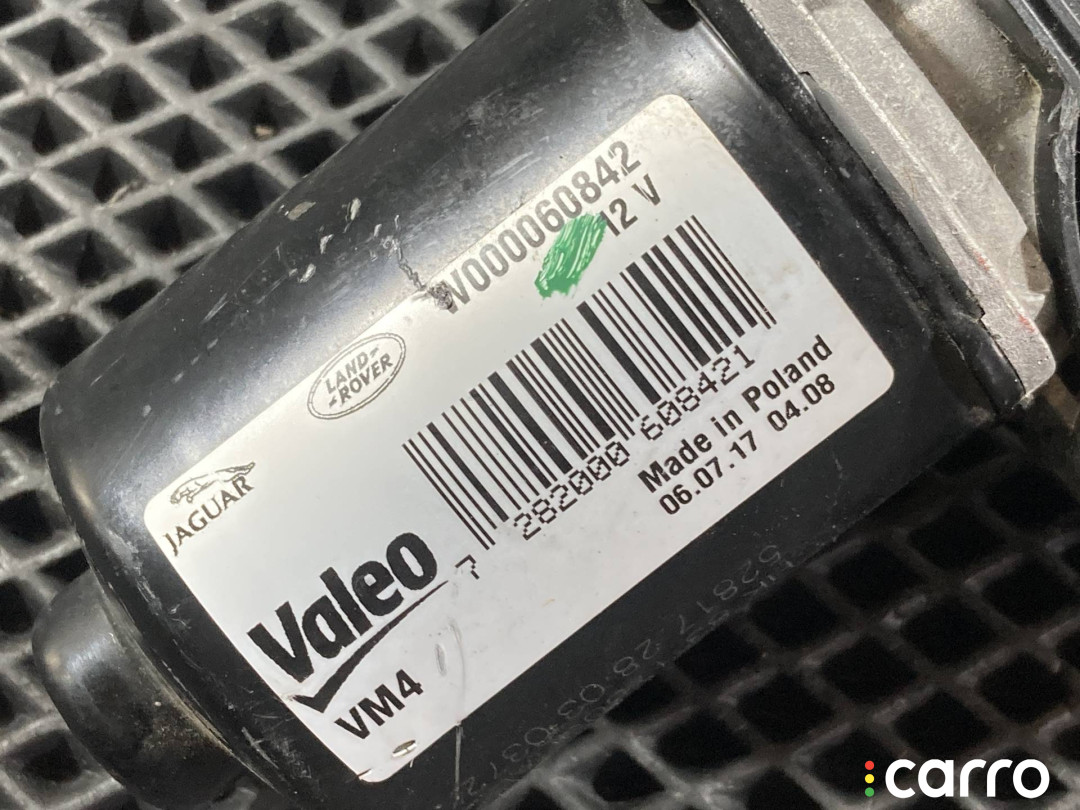 W000060842
12 V
LAND-
-ROVER
JAGUAR
7 282000 608421
Made in Poland
06.07.17 04.08
Valeo
VM4
carro